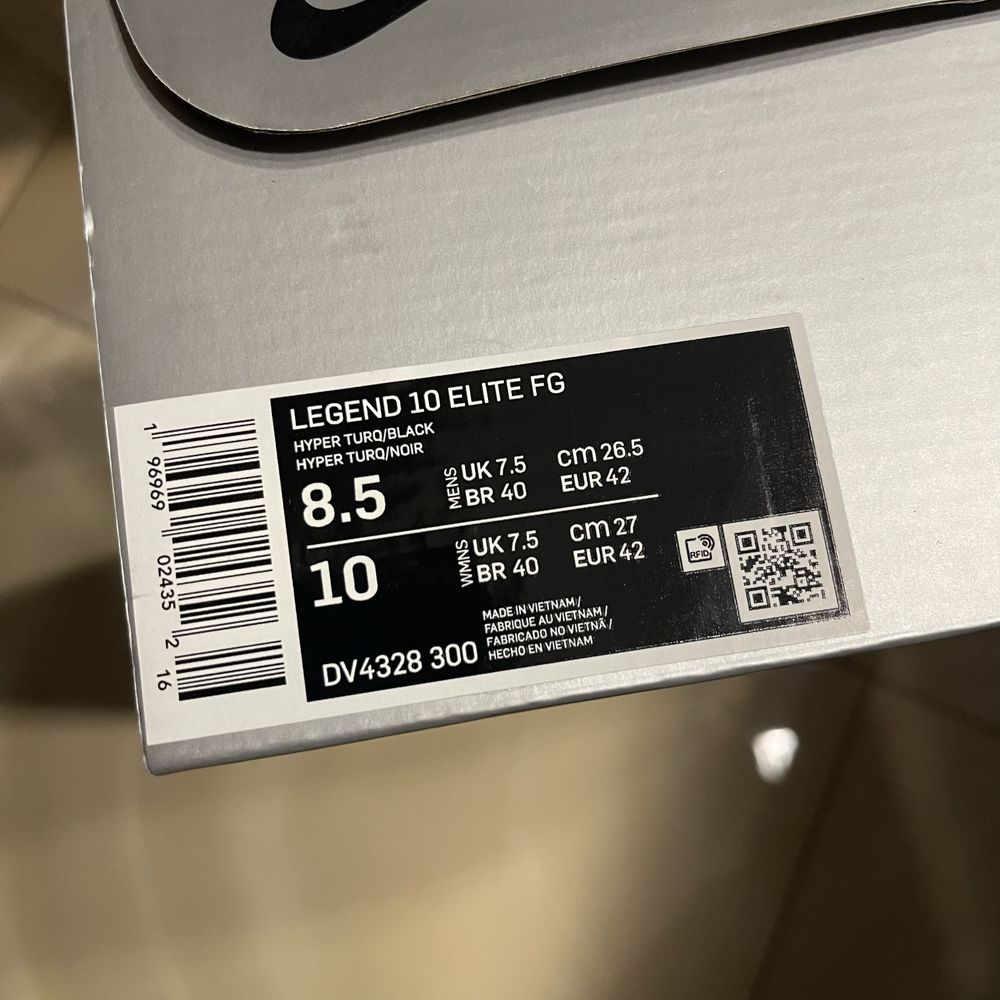 LEGEND 10 ELITE FG
HYPER TURQ/BLACK
HYPER TURQ/NOIR
8.5
MENS
UK 7.5
BR 40
cm 26.5
EUR 42
10
WMNS
UK 7.5
BR 40
cm 27
EUR 42
RFID
DV4328 300
MADE IN VIETNAM/
FABRIQUE AU VIETNAM/
FABRICADO NO VIETNÃ/
HECHO EN VIETNAM
1 96969 02435 2 16